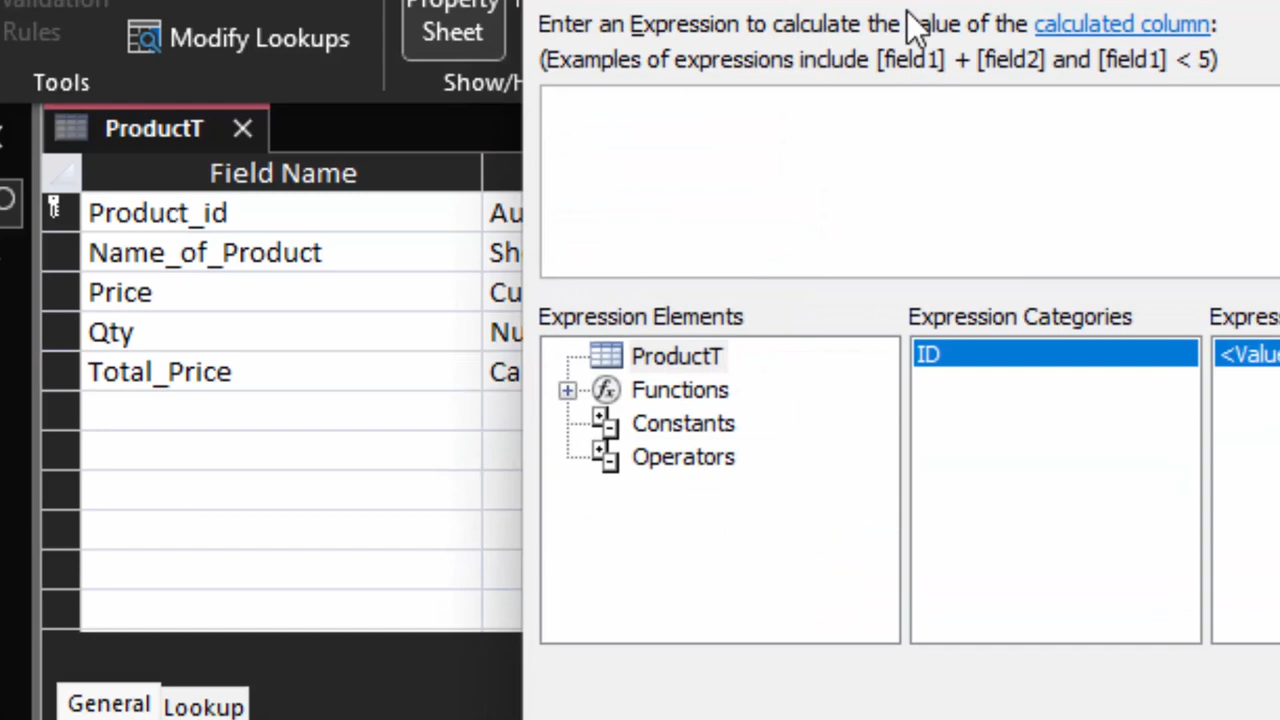 Rules
Modify Lookups
Property
Sheet
Tools
Show/H
ProductT
Field Name
Product_id
Au
Name_of_Product
Sh
Price
Cu
Qty
Nu
Total_Price
Ca
General
Lookup
Enter an Expression to calculate the value of the calculated column:
(Examples of expressions include [field1] + [field2] and [field1] < 5)
Expression Elements
ProductT
Functions
Constants
Operators
Expression Categories
ID
Express
<Value